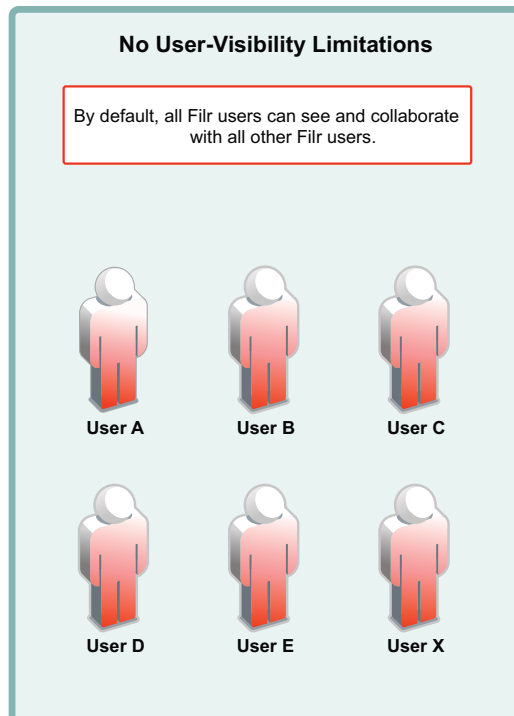 No User-Visibility Limitations
By default, all Filr users can see and collaborate
with all other Filr users.
User A
User B
User C
User D
User E
User X